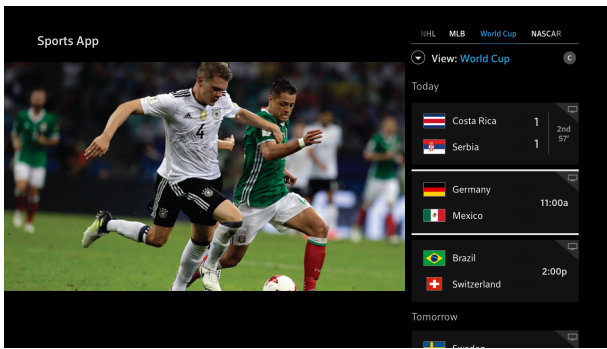 Sports App
NHL MLB World Cup NASCAR
View: World Cup C
Today
Costa Rica 1
Serbia 1
2nd
57'
Germany
Mexico
11:00a
Brazil
Switzerland
2:00p
Tomorrow
Sweden
4